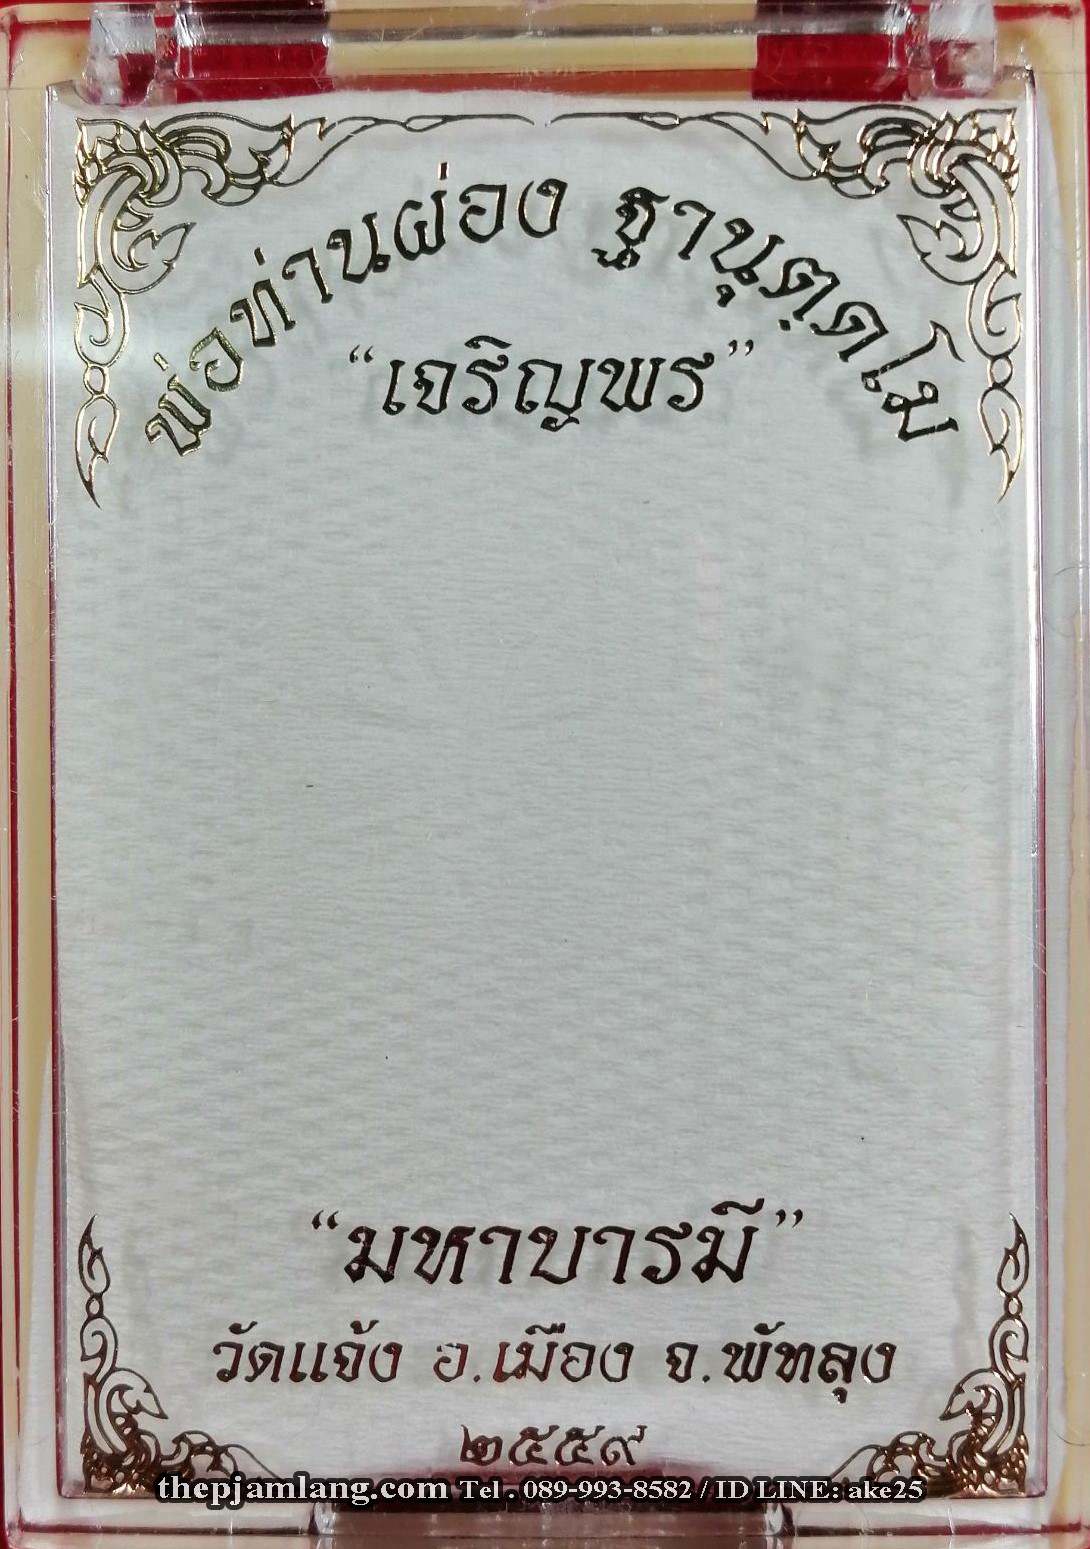 พ่อท่านผ่อง ฐานุตฺตโม
“เจริญพร”
“มหาบารมี”
วัดแจ้ง อ.เมือง จ.พัทลุง
๒๕๕๙
thepjamlang.com Tel . 089-993-8582 / ID LINE: ake25